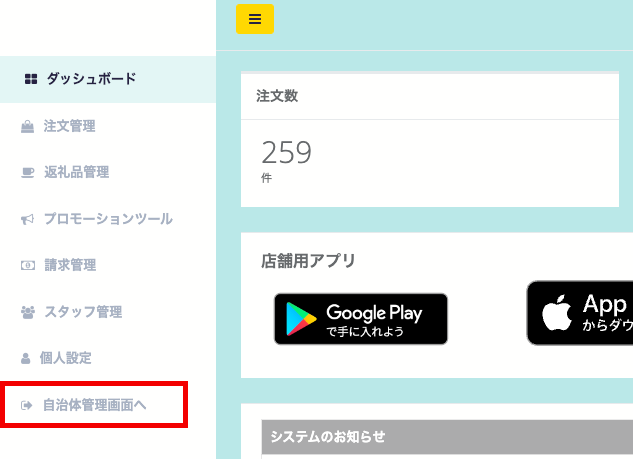 ダッシュボード
注文管理
返礼品管理
プロモーションツール
請求管理
スタッフ管理
個人設定
自治体管理画面へ
注文数
259
件
店舗用アプリ
Google Play
で手に入れよう
App
からダウ
システムのお知らせ